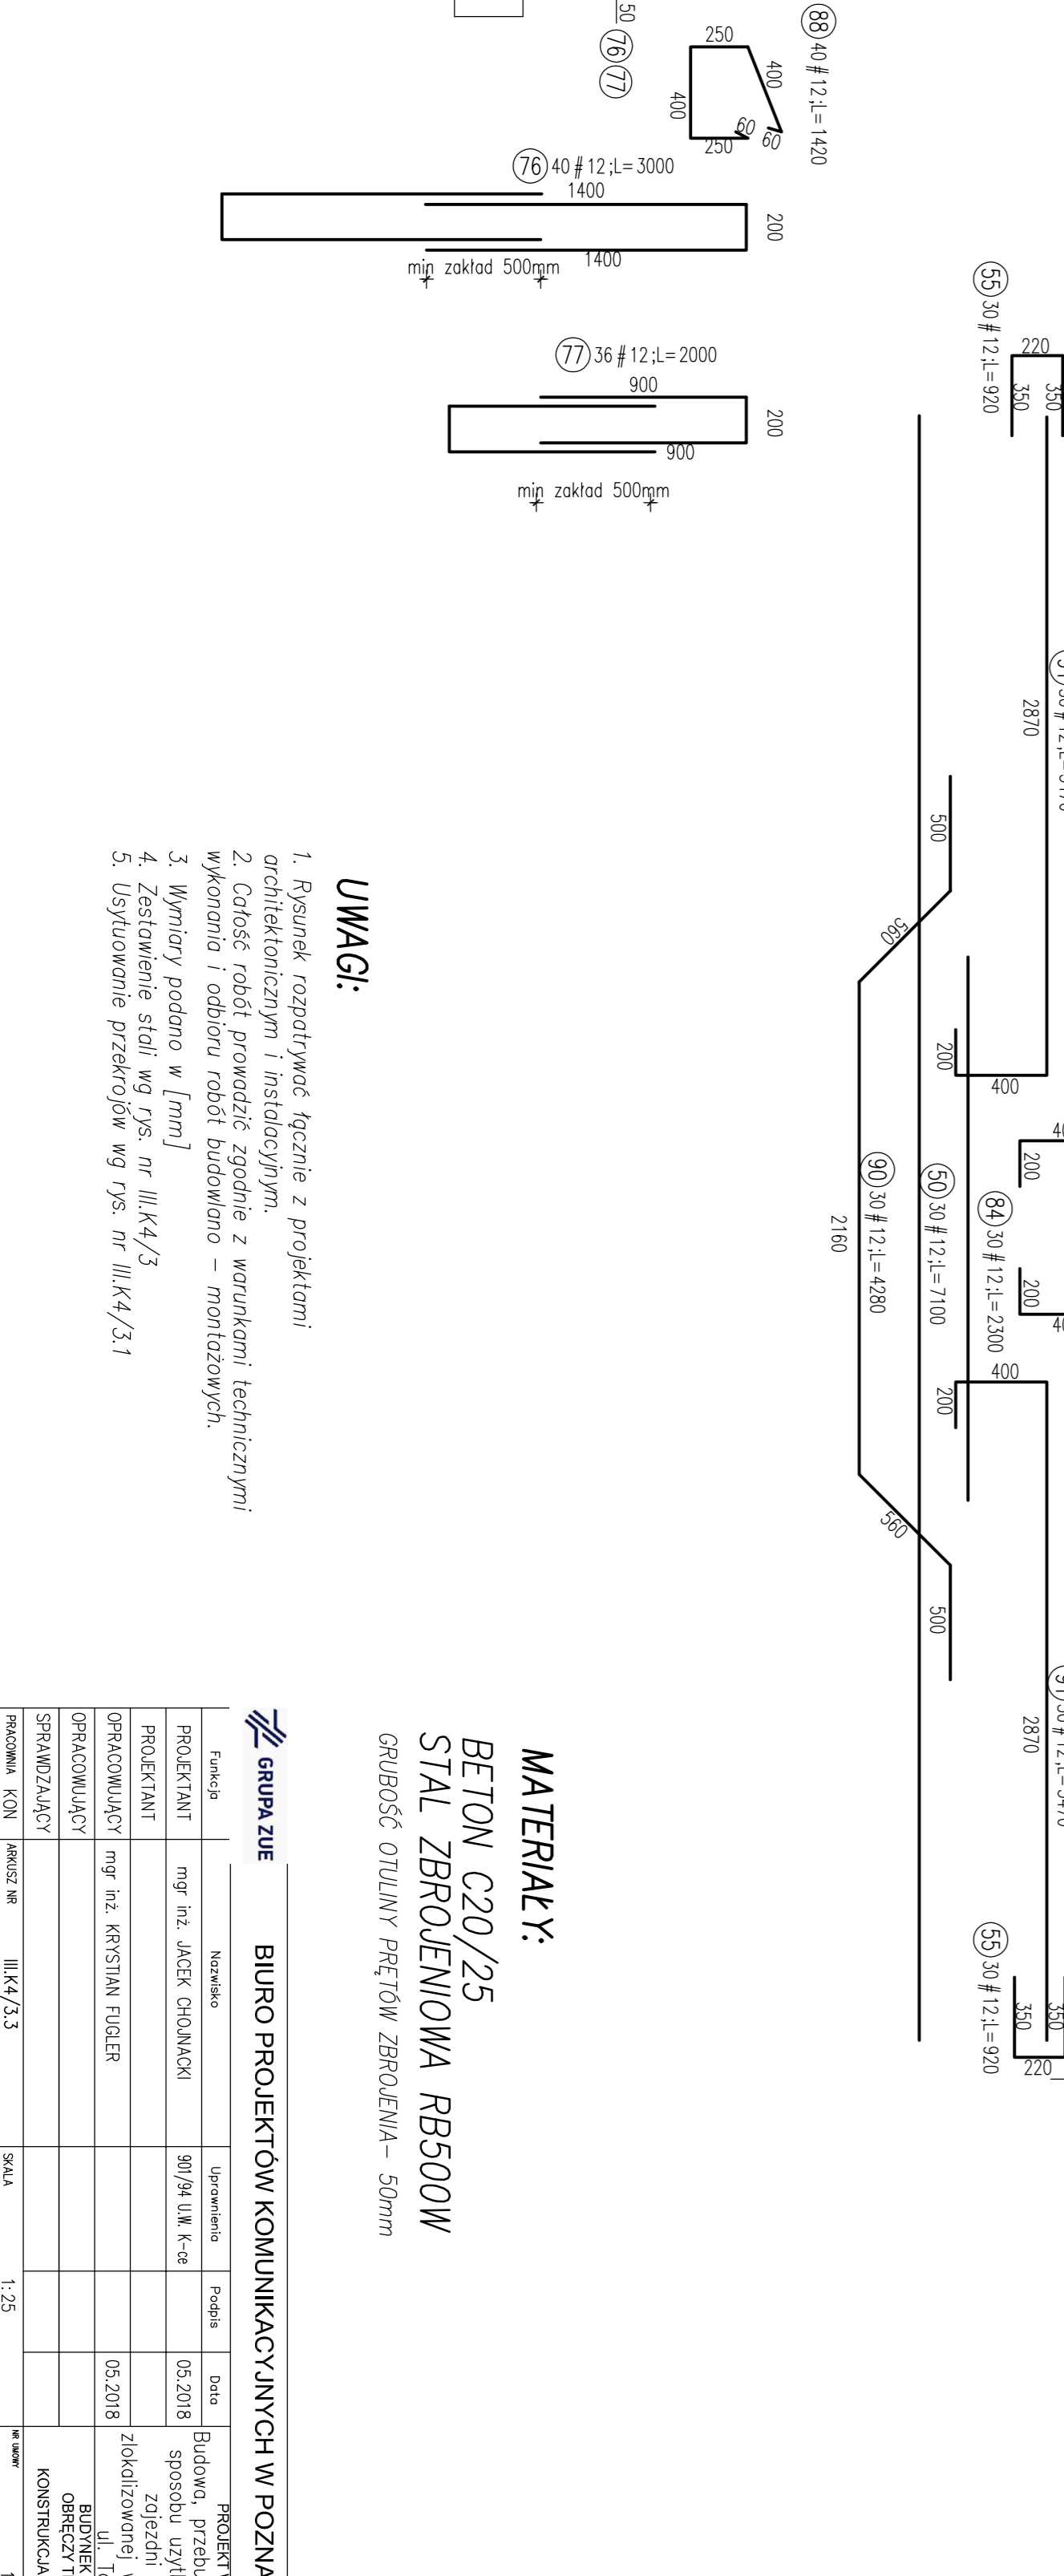 88 40 # 12 ;L= 1420
250
400
60
60
400
250
50
76 77
76 40 # 12 ;L= 3000
1400
200
1400
min zakład 500mm
77 36 # 12 ;L= 2000
900
200
900
min zakład 500mm
55 30 # 12 ;L= 920
220
350
350
2870
400
200
200
200
400
200
2870
84 30 # 12 ;L= 2300
50 30 # 12 ;L= 7100
90 30 # 12 ;L= 4280
500
560
2160
560
500
55 30 # 12 ;L= 920
350
350
220
UWAGI:
1. Rysunek rozpatrywać łącznie z projektami
architektonicznym i instalacyjnym.
2. Całość robót prowadzić zgodnie z warunkami technicznymi
wykonania i odbioru robót budowlano – montażowych.
3. Wymiary podano w [mm]
4. Zestawienie stali wg rys. nr III.K4/3
5. Usytuowanie przekrojów wg rys. nr III.K4/3.1
MATERIAŁY:
BETON C20/25
STAL ZBROJENIOWA RB500W
GRUBOŚĆ OTULINY PRĘTÓW ZBROJENIA– 50mm
GRUPA ZUE
BIURO PROJEKTÓW KOMUNIKACYJNYCH W POZNA
Funkcja Nazwisko Uprawnienia Podpis Data
PROJEKTANT mgr inż. JACEK CHOJNACKI 901/94 U.W. K-ce 05.2018
PROJEKTANT
OPRACOWUJĄCY mgr inż. KRYSTIAN FUGLER 05.2018
OPRACOWUJĄCY
SPRAWDZAJĄCY
PRACOWNIA KON ARKUSZ NR III.K4/3.3 SKALA 1:25 NR UMOWY
PROJEKT
Budowa, przebu
sposobu użyt
zajezdni
zlokalizowanej
ul.
BUDYNEK
OBRĘCZY
KONSTRUKCJA